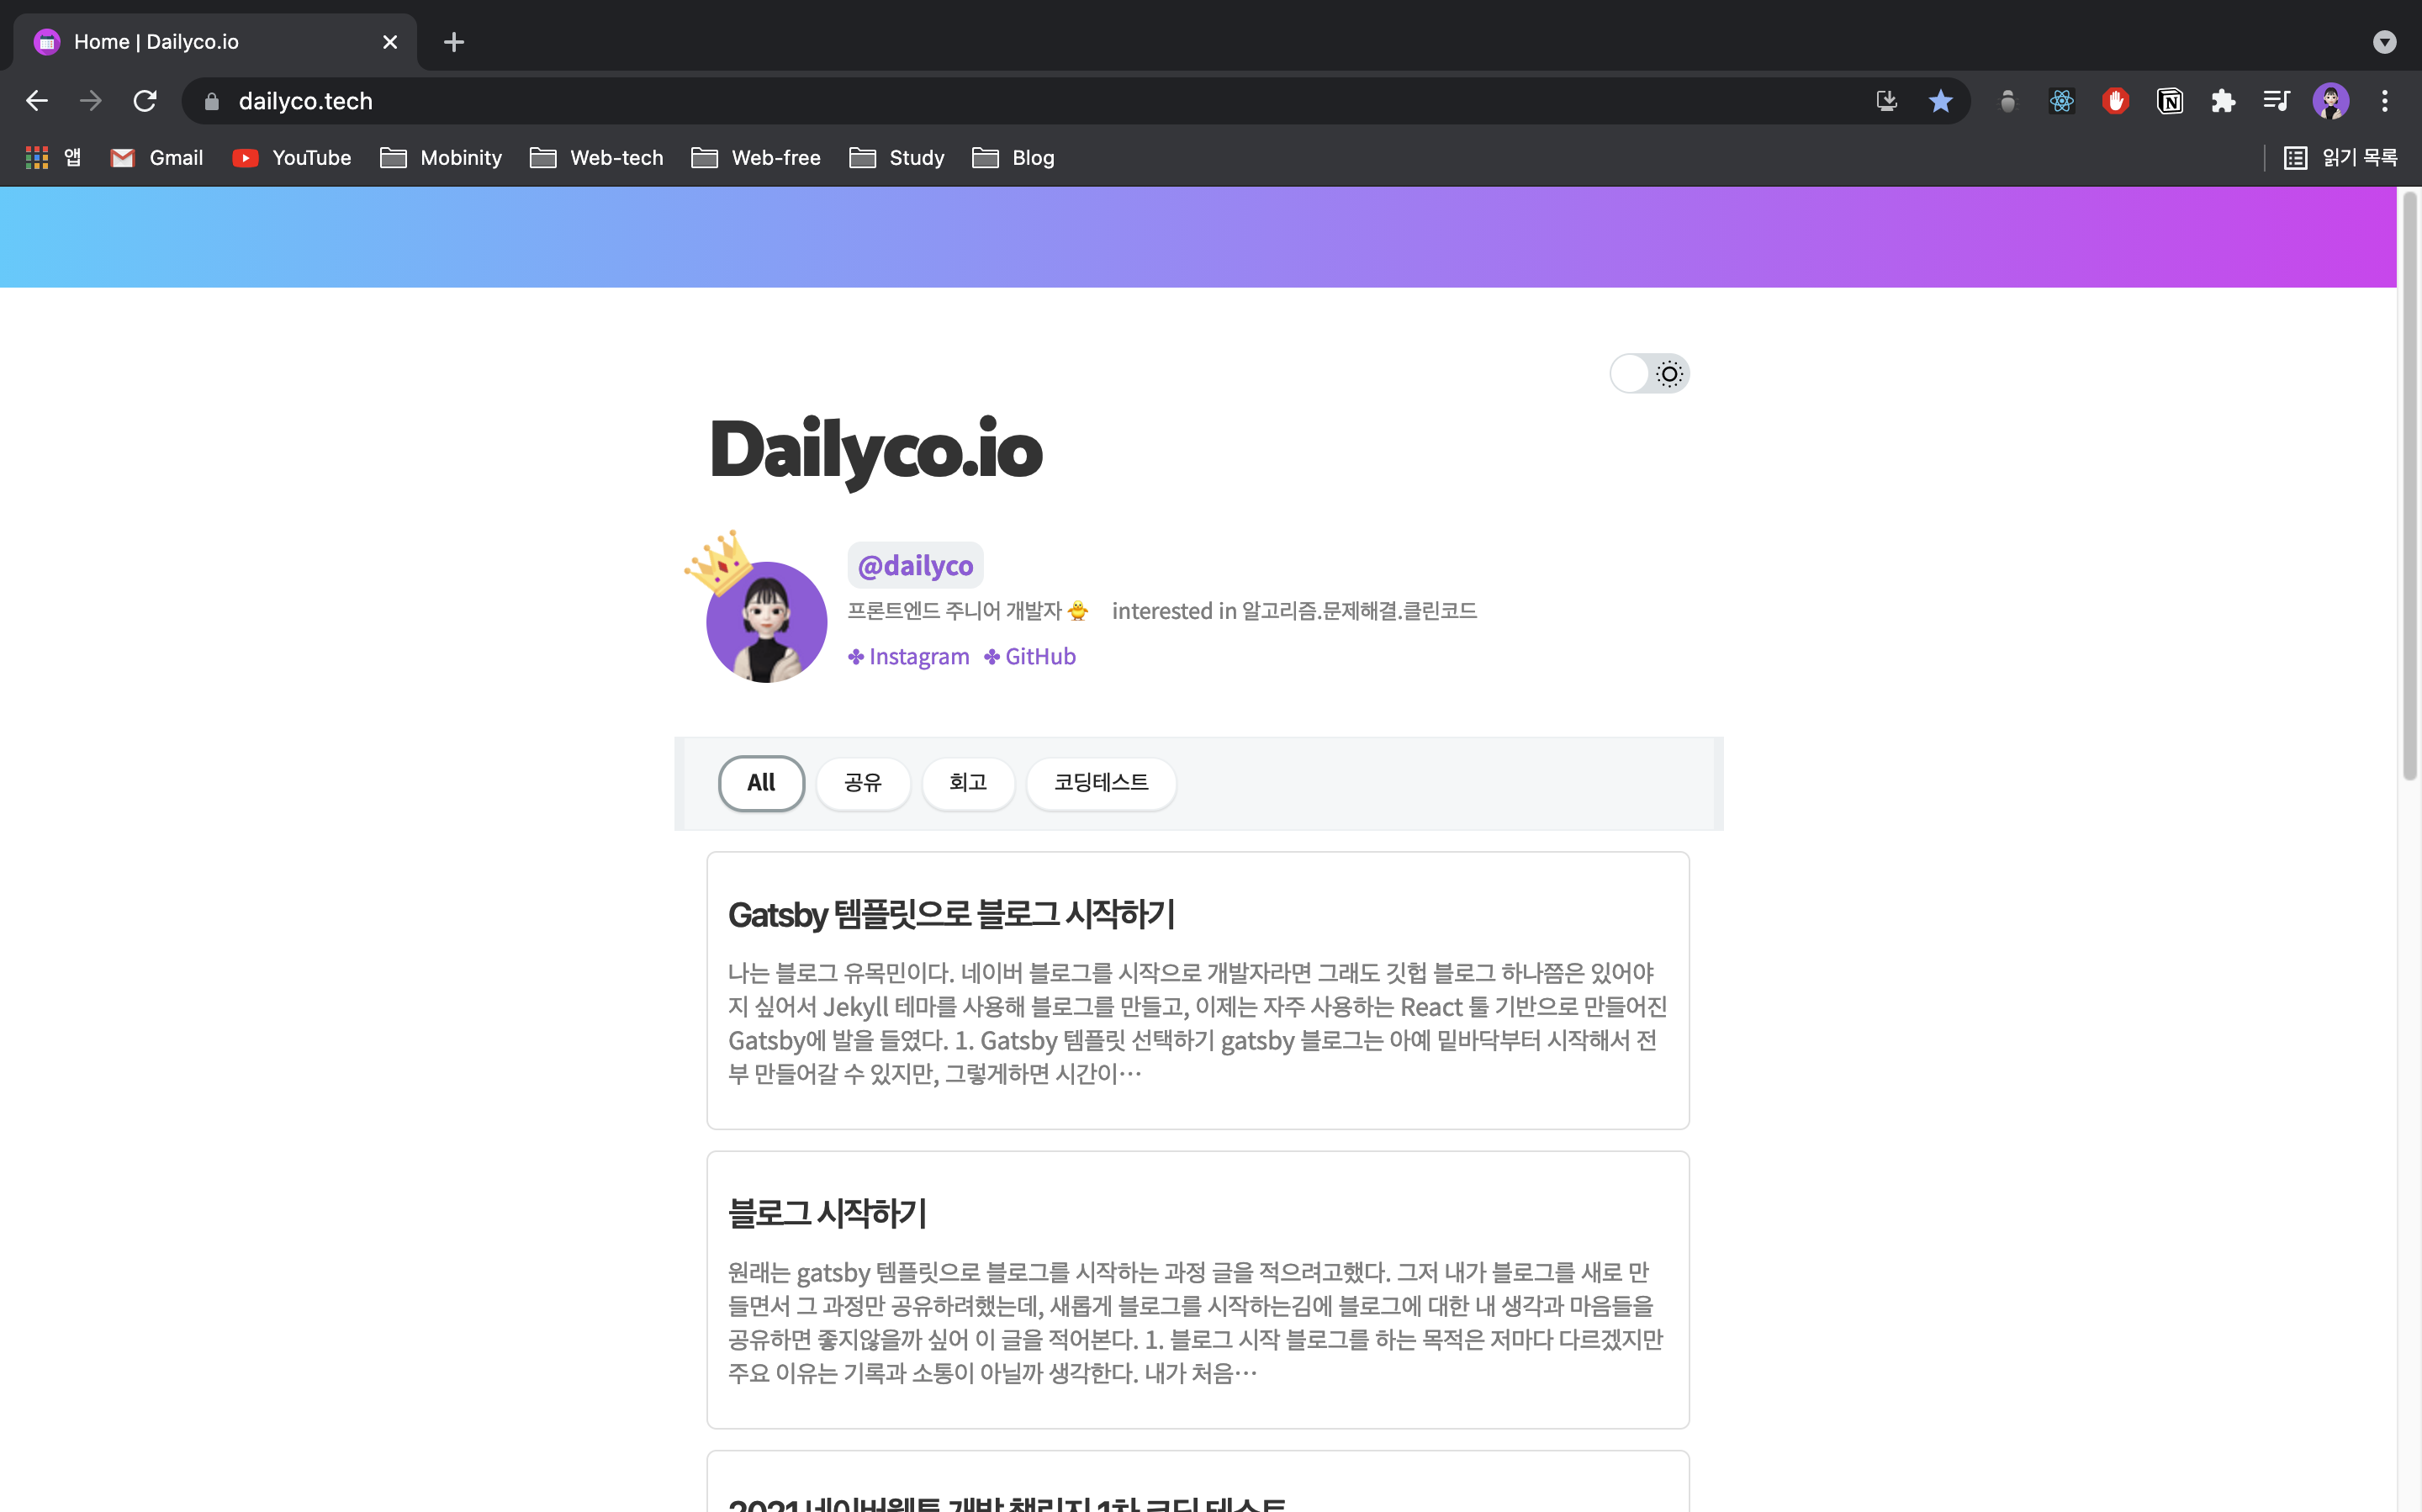 Home | Dailyco.io
dailyco.tech
앱 Gmail YouTube Mobinity Web-tech Web-free Study Blog 읽기 목록
Dailyco.io
@dailyco
프론트엔드 주니어 개발자 🐥 interested in 알고리즘.문제해결.클린코드
✤ Instagram ✤ GitHub
All 공유 회고 코딩테스트
Gatsby 템플릿으로 블로그 시작하기
나는 블로그 유목민이다. 네이버 블로그를 시작으로 개발자라면 그래도 깃헙 블로그 하나쯤은 있어야
지 싶어서 Jekyll 테마를 사용해 블로그를 만들고, 이제는 자주 사용하는 React 툴 기반으로 만들어진
Gatsby에 발을 들였다. 1. Gatsby 템플릿 선택하기 gatsby 블로그는 아예 밑바닥부터 시작해서 전
부 만들어갈 수 있지만, 그렇게하면 시간이…
블로그 시작하기
원래는 gatsby 템플릿으로 블로그를 시작하는 과정 글을 적으려고했다. 그저 내가 블로그를 새로 만
들면서 그 과정만 공유하려했는데, 새롭게 블로그를 시작하는김에 블로그에 대한 내 생각과 마음들을
공유하면 좋지않을까 싶어 이 글을 적어본다. 1. 블로그 시작 블로그를 하는 목적은 저마다 다르겠지만
주요 이유는 기록과 소통이 아닐까 생각한다. 내가 처음…
2021 네이버웹툰 개발 챌린지 1차 코딩 테스트